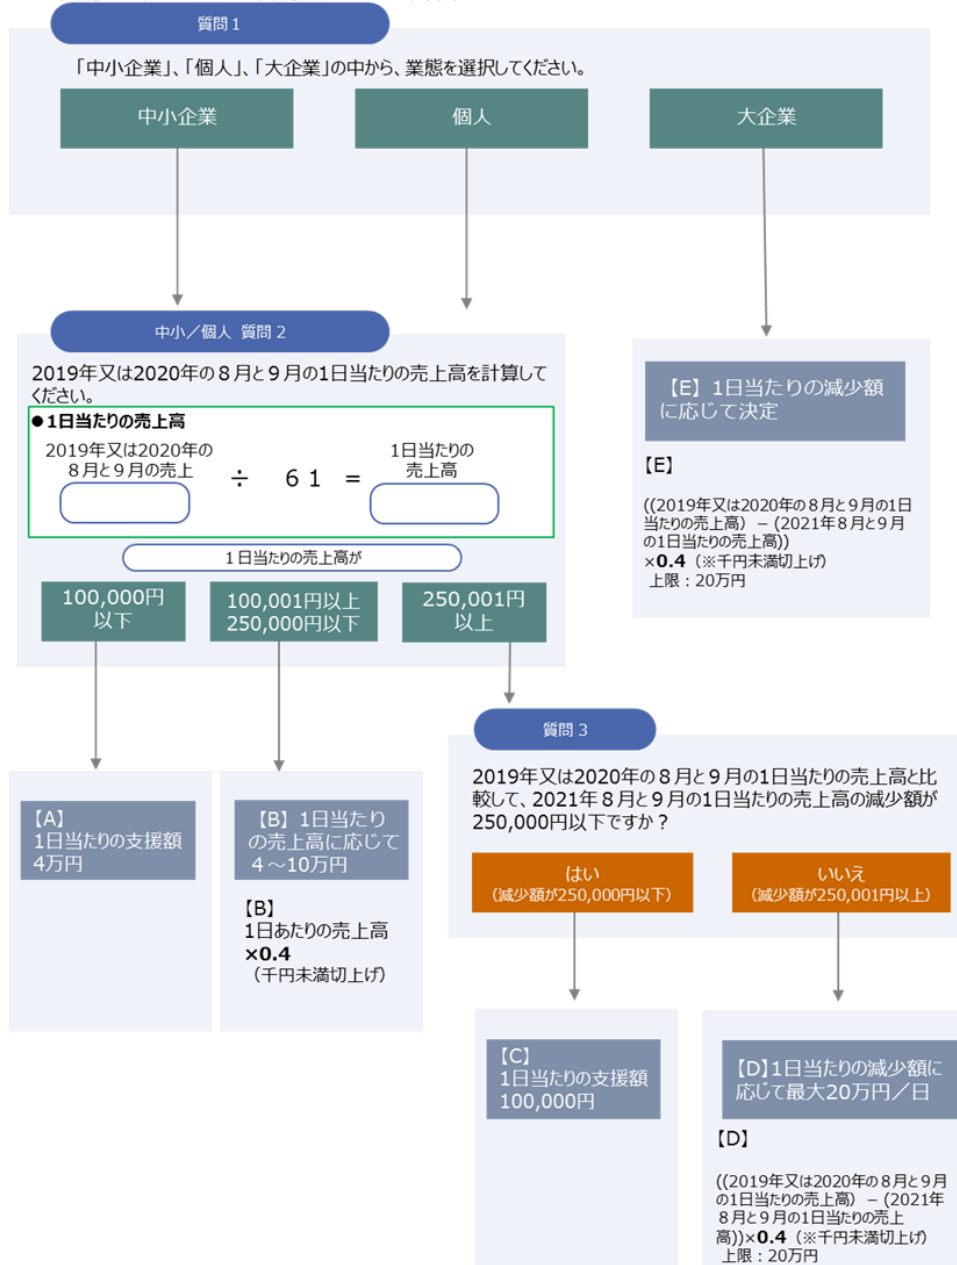 質問１
「中小企業」、「個人」、「大企業」の中から、業態を選択してください。
中小企業
個人
大企業
中小／個人 質問２
2019年又は2020年の８月と９月の1日当たりの売上高を計算して
ください。
●1日当たりの売上高
2019年又は2020年の
８月と９月の売上
÷ ６１ =
1日当たりの
売上高
１日当たりの売上高が
100,000円
以下
100,001円以上
250,000円以下
250,001円
以上
【E】1日当たりの減少額
に応じて決定
【E】
((2019年又は2020年の８月と９月の1日
当たりの売上高）－（2021年８月と９月
の1日当たりの売上高))
×0.4（※千円未満切上げ）
上限：20万円
質問３
2019年又は2020年の８月と９月の1日当たりの売上高と比
較して、2021年８月と９月の1日当たりの売上高の減少額が
250,000円以下ですか？
はい
（減少額が250,000円以下）
いいえ
（減少額が250,001円以上）
【A】
1日当たりの支援額
4万円
【B】1日当たり
の売上高に応じて
４～10万円
【B】
1日あたりの売上高
×0.4
（千円未満切上げ）
【C】
1日当たりの支援額
100,000円
【D】1日当たりの減少額に
応じて最大20万円／日
【D】
((2019年又は2020年の８月と９月
の1日当たりの売上高）－（2021年
８月と９月の1日当たりの売上
高))×0.4（※千円未満切上げ）
上限：20万円